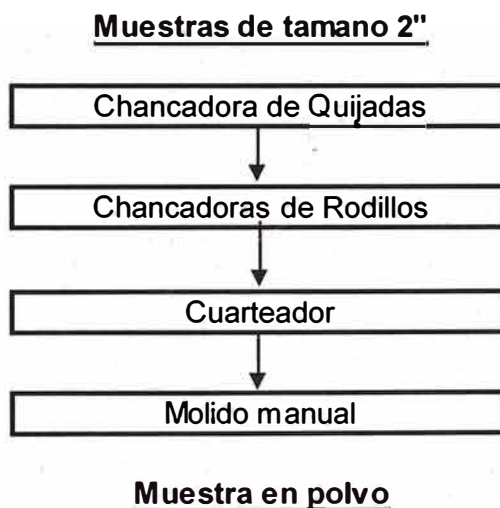 Muestras de tamano 2"
Chancadora de Quijadas
Chancadoras de Rodillos
Cuarteador
Molido manual
Muestra en polvo